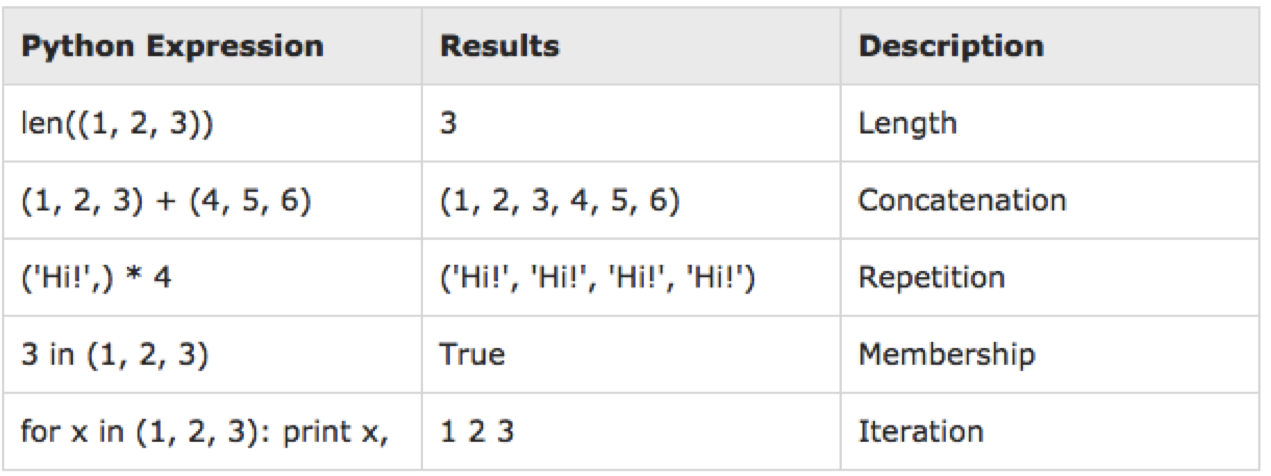 Python Expression Results Description
len((1, 2, 3)) 3 Length
(1, 2, 3) + (4, 5, 6) (1, 2, 3, 4, 5, 6) Concatenation
('Hi!',) * 4 ('Hi!', 'Hi!', 'Hi!', 'Hi!') Repetition
3 in (1, 2, 3) True Membership
for x in (1, 2, 3): print x, 1 2 3 Iteration